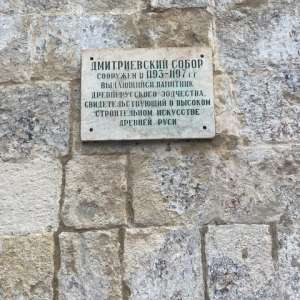 ДМИТРИЕВСКИЙ СОБОР
СООРУЖЕН В 1193-1197 Г.Г.
ВЫДАЮЩИЙСЯ ПАМЯТНИК
ДРЕВНЕРУССКОГО ЗОДЧЕСТВА,
СВИДЕТЕЛЬСТВУЮЩИЙ О ВЫСОКОМ
СТРОИТЕЛЬНОМ ИСКУССТВЕ
ДРЕВНЕЙ РУСИ